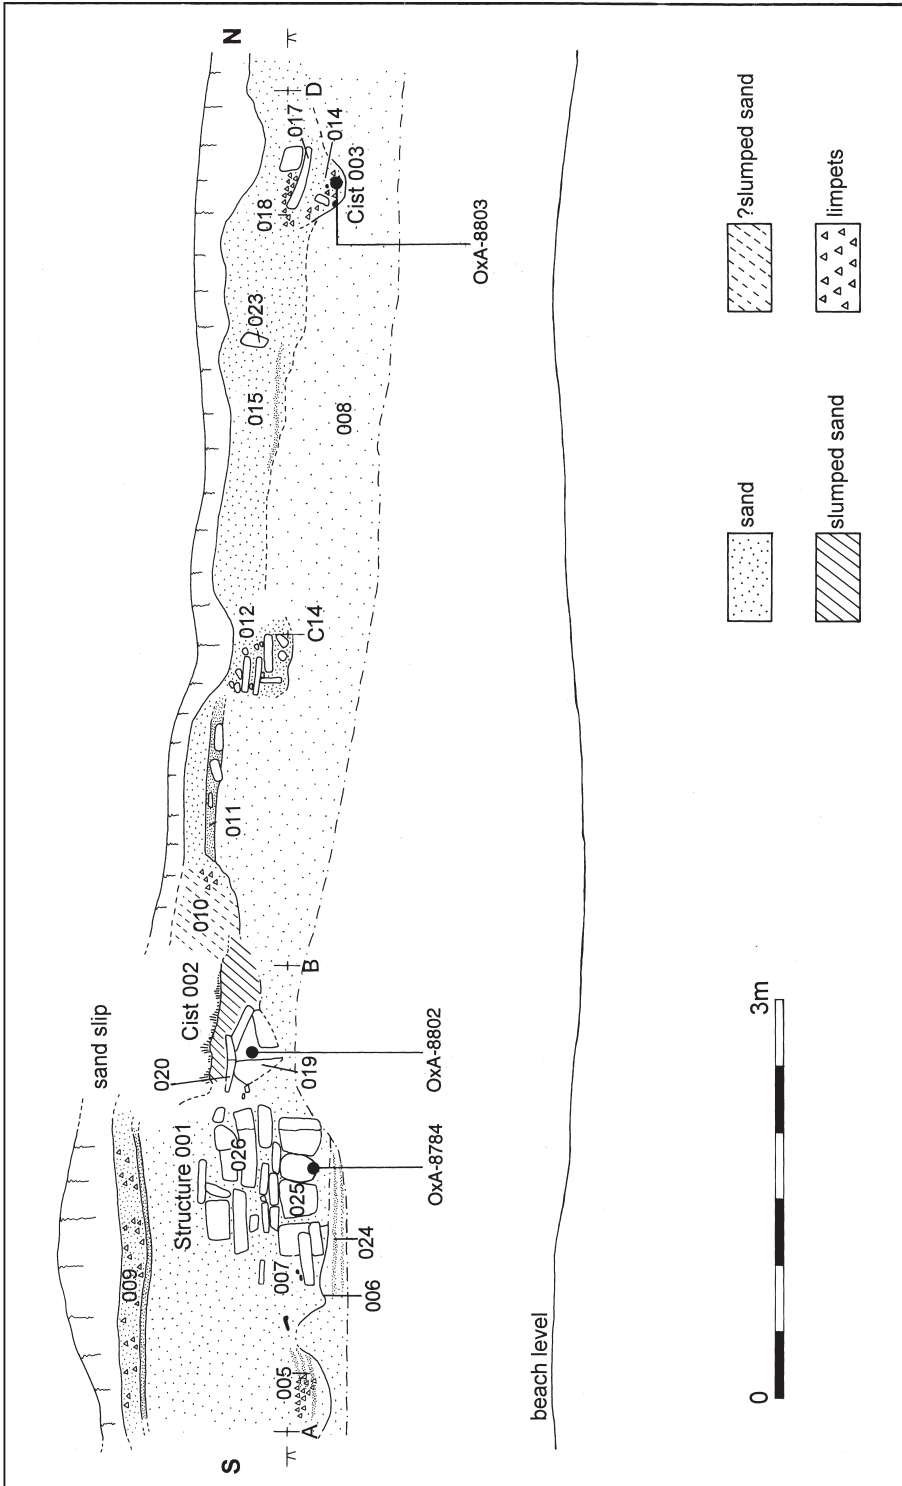 S
N
sand slip
009
Structure 001
026
025
007
006
024
005
A
OxA-8784
020
Cist 002
019
OxA-8802
B
010
011
012
C14
015
023
008
018
017
014
Cist 003
D
OxA-8803
beach level
0
3m
sand
?slumped sand
slumped sand
limpets